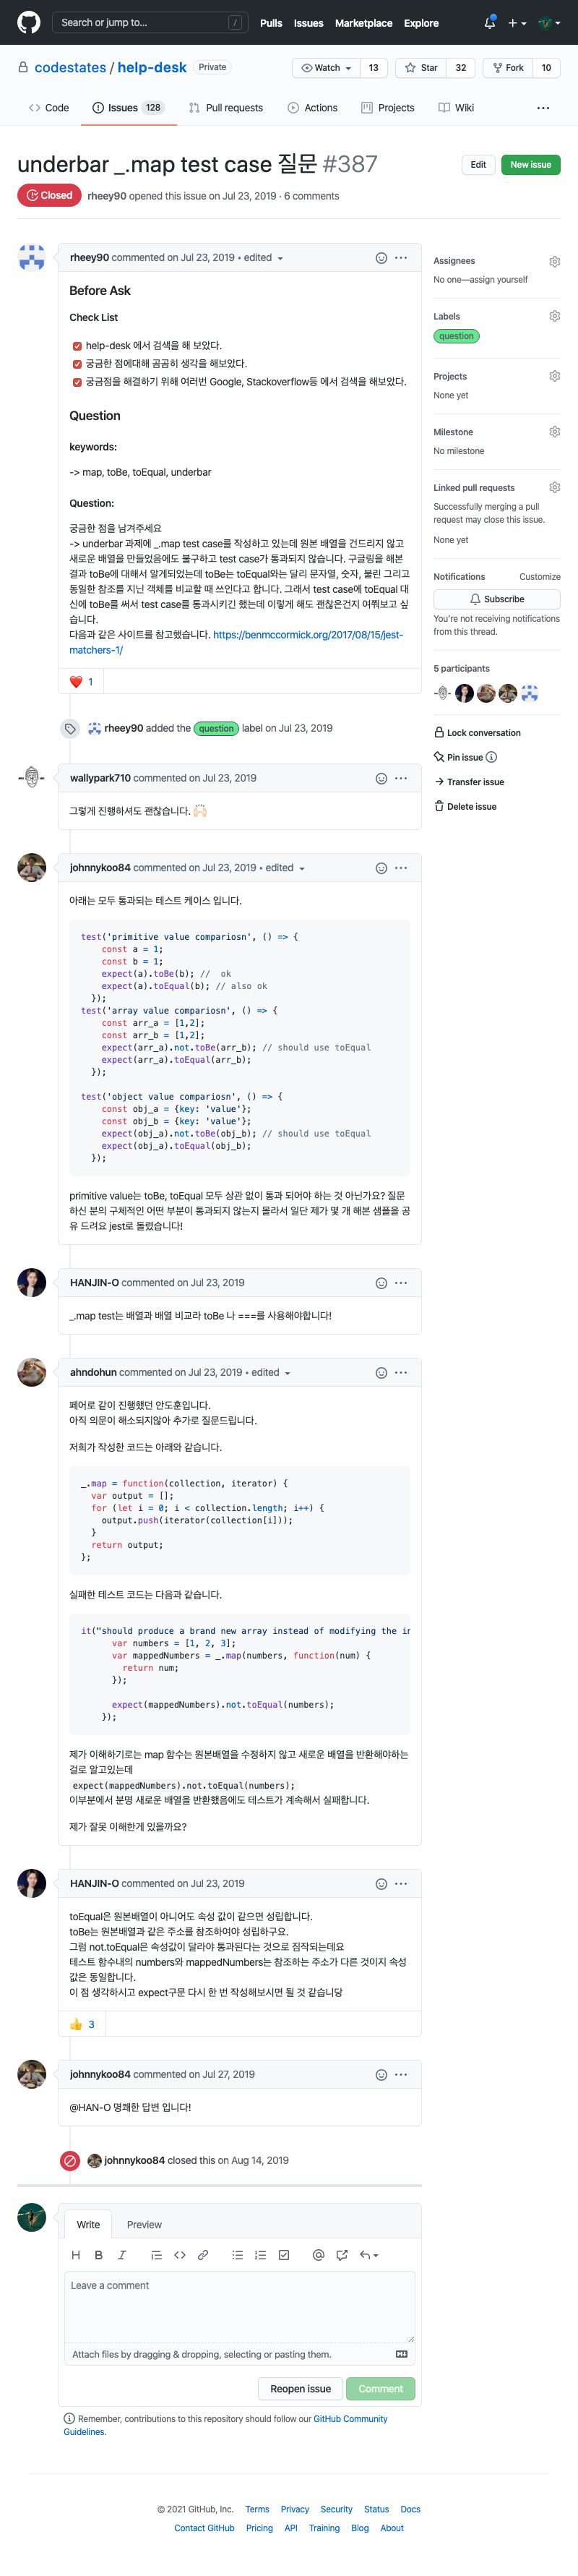 Search or jump to... /
Pulls Issues Marketplace Explore
codestates / help-desk Private
Watch 13 Star 32 Fork 10
Code Issues 128 Pull requests Actions Projects Wiki
underbar _.map test case 질문 #387
Edit New issue
Closed rheey90 opened this issue on Jul 23, 2019 · 6 comments
rheey90 commented on Jul 23, 2019 • edited
Before Ask
Check List
help-desk 에서 검색을 해 보았다.
궁금한 점에대해 곰곰히 생각을 해보았다.
궁금점을 해결하기 위해 여러번 Google, Stackoverflow등 에서 검색을 해보았다.
Question
keywords:
-> map, toBe, toEqual, underbar
Question:
궁금한 점을 남겨주세요
-> underbar 과제에 _.map test case를 작성하고 있는데 원본 배열을 건드리지 않고
새로운 배열을 만들었음에도 불구하고 test case가 통과되지 않습니다. 구글링을 해본
결과 toBe에 대해서 알게되었는데 toBe는 toEqual와는 달리 문자열, 숫자, 불린 그리고
동일한 참조를 지닌 객체를 비교할 때 쓰인다고 합니다. 그래서 test case에 toEqual 대
신에 toBe를 써서 test case를 통과시키긴 했는데 이렇게 해도 괜찮은건지 여쭤보고 싶
습니다.
다음과 같은 사이트를 참고했습니다. https://benmccormick.org/2017/08/15/jest-
matchers-1/
❤️ 1
rheey90 added the question label on Jul 23, 2019
wallypark710 commented on Jul 23, 2019
그렇게 진행하셔도 괜찮습니다. 🙌🏻
johnnykoo84 commented on Jul 23, 2019 • edited
아래는 모두 통과되는 테스트 케이스 입니다.
test('primitive value compariosn', () => {
const a = 1;
const b = 1;
expect(a).toBe(b); // ok
expect(a).toEqual(b); // also ok
});
test('array value compariosn', () => {
const arr_a = [1,2];
const arr_b = [1,2];
expect(arr_a).not.toBe(arr_b); // should use toEqual
expect(arr_a).toEqual(arr_b);
});
test('object value compariosn', () => {
const obj_a = {key: 'value'};
const obj_b = {key: 'value'};
expect(obj_a).not.toBe(obj_b); // should use toEqual
expect(obj_a).toEqual(obj_b);
});
primitive value는 toBe, toEqual 모두 상관 없이 통과 되어야 하는 것 아닌가요? 질문
하신 분의 구체적인 어떤 부분이 통과되지 않는지 몰라서 일단 제가 몇 개 해본 샘플을 공
유 드려요 jest로 돌렸습니다!
HANJIN-O commented on Jul 23, 2019
_.map test는 배열과 배열 비교라 toBe 나 ===를 사용해야합니다!
ahndohun commented on Jul 23, 2019 • edited
페어로 같이 진행했던 안도훈입니다.
아직 의문이 해소되지않아 추가로 질문드립니다.
저희가 작성한 코드는 아래와 같습니다.
_.map = function(collection, iterator) {
var output = [];
for (let i = 0; i < collection.length; i++) {
output.push(iterator(collection[i]));
}
return output;
};
실패한 테스트 코드는 다음과 같습니다.
it("should produce a brand new array instead of modifying the in
var numbers = [1, 2, 3];
var mappedNumbers = _.map(numbers, function(num) {
return num;
});
expect(mappedNumbers).not.toEqual(numbers);
});
제가 이해하기로는 map 함수는 원본배열을 수정하지 않고 새로운 배열을 반환해야하는
걸로 알고있는데
expect(mappedNumbers).not.toEqual(numbers);
이부분에서 분명 새로운 배열을 반환했음에도 테스트가 계속해서 실패합니다.
제가 잘못 이해한게 있을까요?
HANJIN-O commented on Jul 23, 2019
toEqual은 원본배열이 아니어도 속성 값이 같으면 성립합니다.
toBe는 원본배열과 같은 주소를 참조하여야 성립하구요.
그럼 not.toEqual은 속성값이 달라야 통과된다는 것으로 짐작되는데요
테스트 함수내의 numbers와 mappedNumbers는 참조하는 주소가 다른 것이지 속성
값은 동일합니다.
이 점 생각하시고 expect구문 다시 한 번 작성해보시면 될 것 같습니당
👍 3
johnnykoo84 commented on Jul 27, 2019
@HAN-O 명쾌한 답변 입니다!
johnnykoo84 closed this on Aug 14, 2019
Assignees
No one—assign yourself
Labels
question
Projects
None yet
Milestone
No milestone
Linked pull requests
Successfully merging a pull
request may close this issue.
None yet
Notifications Customize
Subscribe
You're not receiving notifications
from this thread.
5 participants
Lock conversation
Pin issue
Transfer issue
Delete issue
Write Preview
Leave a comment
Attach files by dragging & dropping, selecting or pasting them.
Reopen issue Comment
Remember, contributions to this repository should follow our GitHub Community
Guidelines.
© 2021 GitHub, Inc. Terms Privacy Security Status Docs
Contact GitHub Pricing API Training Blog About